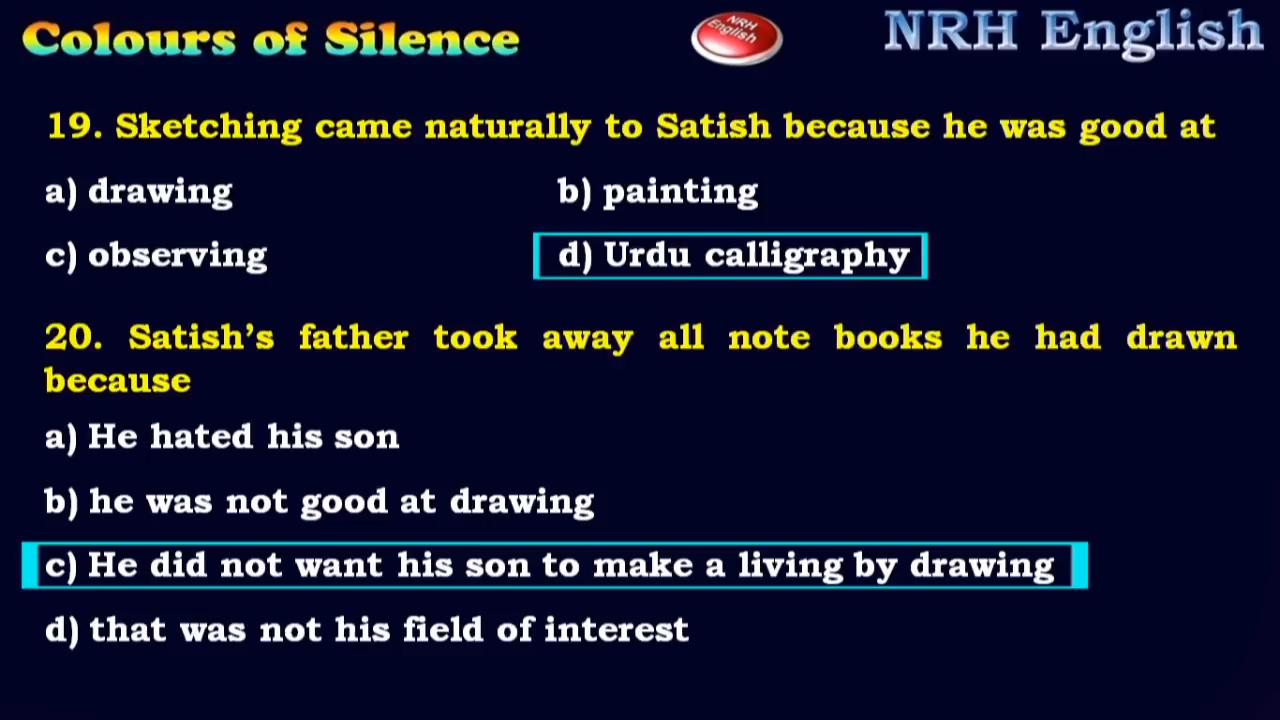 Colours of Silence
NRH English
NRH English
19. Sketching came naturally to Satish because he was good at
a) drawing b) painting
c) observing d) Urdu calligraphy
20. Satish’s father took away all note books he had drawn
because
a) He hated his son
b) he was not good at drawing
c) He did not want his son to make a living by drawing
d) that was not his field of interest